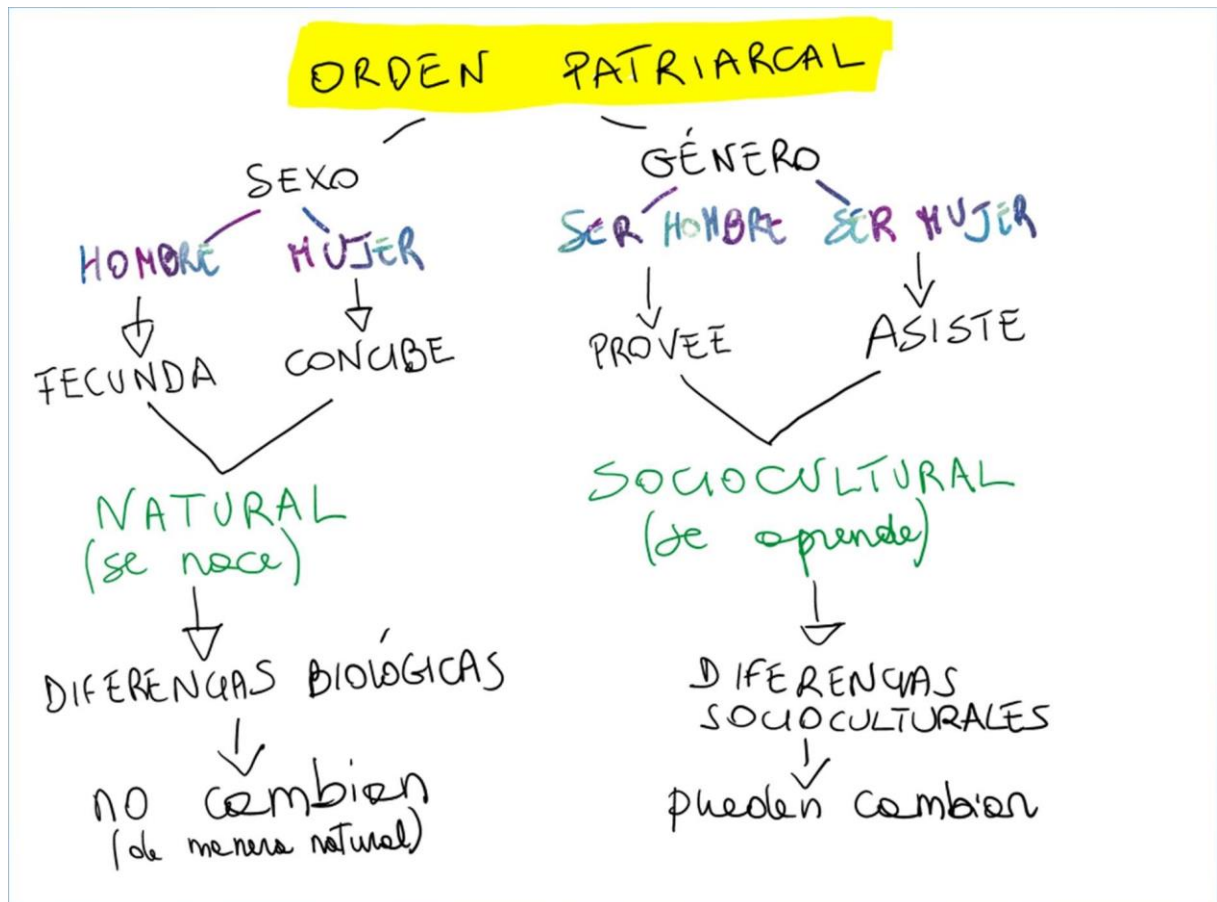 ORDEN PATRIARCAL
SEXO
HOMBRE MUJER
FECUNDA CONCIBE
NATURAL
(se nace)
DIFERENCIAS BIOLÓGICAS
no cambian
(de manera natural)
GÉNERO
SER HOMBRE SER MUJER
PROVEE ASISTE
SOCIOCULTURAL
(se aprende)
DIFERENCIAS
SOCIOCULTURALES
pueden cambiar